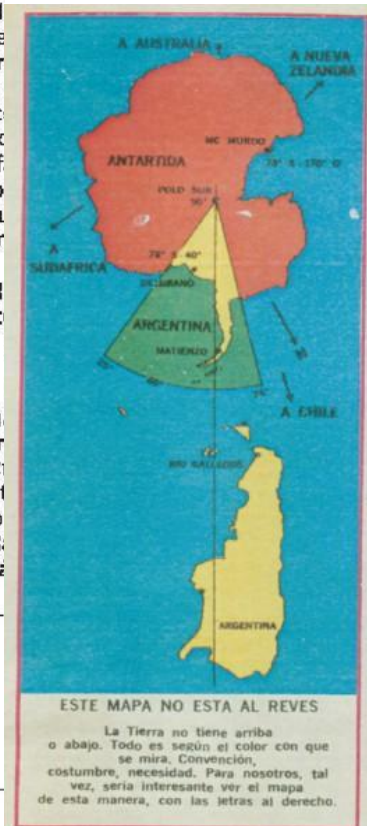 A AUSTRALIA
A NUEVA
ZELANDIA
MC MURDO
ANTARTIDA
78° S - 170° O
POLO SUR
90°
A
SUDAFRICA
78° S - 40°
BELGRANO
ARGENTINA
MATIENZO
74°
A CHILE
RIO GALLEGOS
ARGENTINA
ESTE MAPA NO ESTA AL REVES
La Tierra no tiene arriba
o abajo. Todo es según el color con que
se mira. Convención,
costumbre, necesidad. Para nosotros, tal
vez, sería interesante ver el mapa
de esta manera, con las letras al derecho.